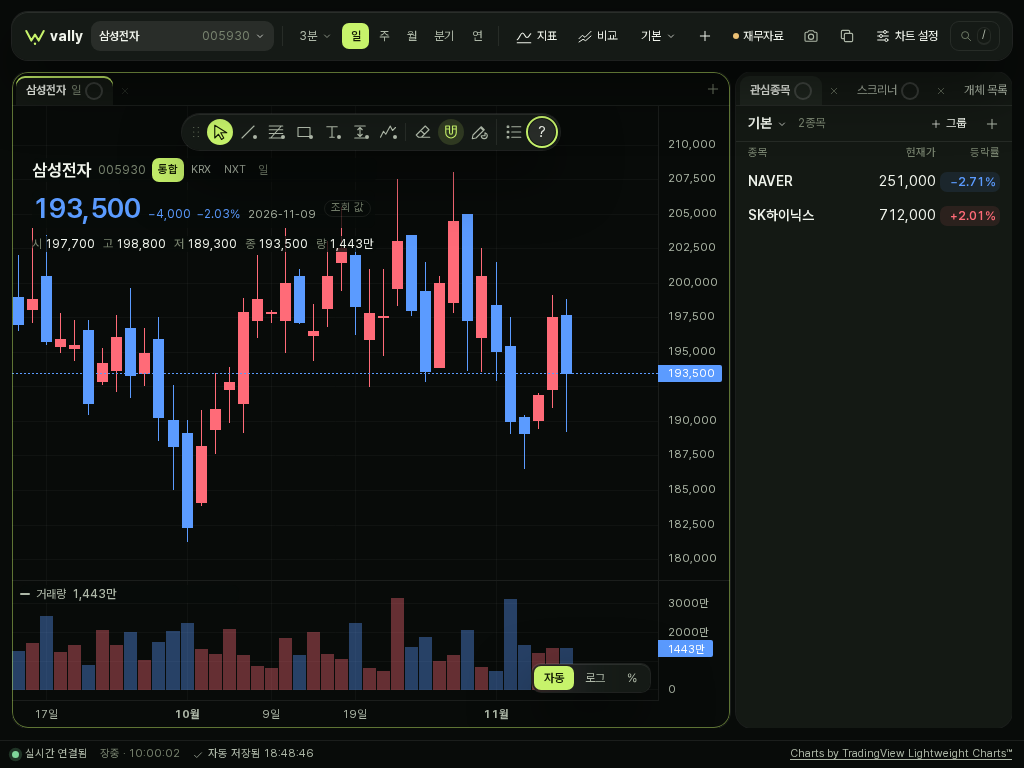 vally 삼성전자 005930 3분 일 주 월 분기 연 지표 비교 기본 재무자료 차트 설정 /
삼성전자 일
관심종목 스크리너 개체 목록
T ?
기본 2종목 + 그룹 +
종목 현재가 등락률
NAVER 251,000 −2.71%
SK하이닉스 712,000 +2.01%
삼성전자 005930 통합 KRX NXT 일
193,500 −4,000 −2.03% 2026-11-09 조회 값
시 197,700 고 198,800 저 189,300 종 193,500 량 1,443만
210,000
207,500
205,000
202,500
200,000
197,500
195,000
193,500
190,000
187,500
185,000
182,500
180,000
거래량 1,443만
3000만
2000만
1443만
0
자동 로그 %
17일 10월 9일 19일 11월
실시간 연결됨 장중 · 10:00:02 자동 저장됨 18:48:46
Charts by TradingView Lightweight Charts™